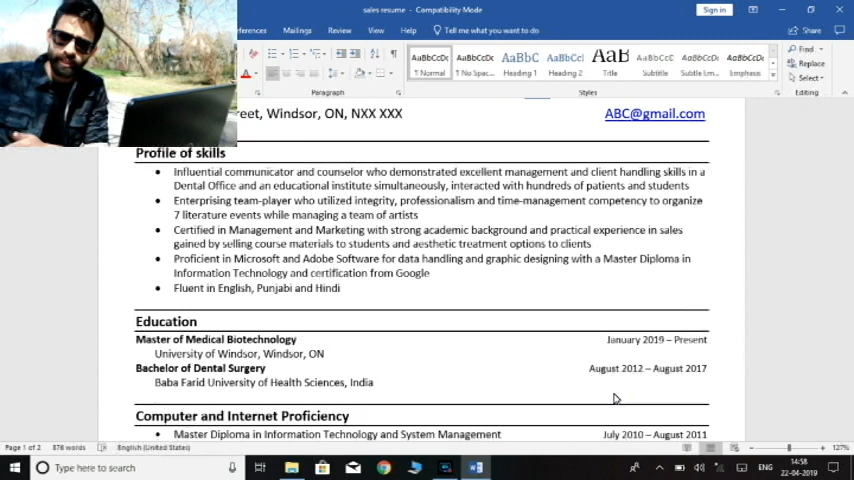 sales resume - Compatibility Mode
Sign in
Mailings Review View Help Tell me what you want to do
Share
AaBbCcDc AaBbCcDc AaBbC AaBbCc AaB AaBbCcC AaBbCcDc AaBbCcDc
Find
Replace
Select
1 Normal 1 No Spac... Heading 1 Heading 2 Title Subtitle Subtle Em... Emphasis
Paragraph Styles Editing
reet, Windsor, ON, NXX XXX ABC@gmail.com
Profile of skills
• Influential communicator and counselor who demonstrated excellent management and client handling skills in a
Dental Office and an educational institute simultaneously, interacted with hundreds of patients and students
• Enterprising team-player who utilized integrity, professionalism and time-management competency to organize
7 literature events while managing a team of artists
• Certified in Management and Marketing with strong academic background and practical experience in sales
gained by selling course materials to students and aesthetic treatment options to clients
• Proficient in Microsoft and Adobe Software for data handling and graphic designing with a Master Diploma in
Information Technology and certification from Google
• Fluent in English, Punjabi and Hindi
Education
Master of Medical Biotechnology January 2019 – Present
University of Windsor, Windsor, ON
Bachelor of Dental Surgery August 2012 – August 2017
Baba Farid University of Health Sciences, India
Computer and Internet Proficiency
• Master Diploma in Information Technology and System Management July 2010 – August 2011
Page 1 of 2 876 words English (United States) 127%
Type here to search
ENG
14:58
22-04-2019